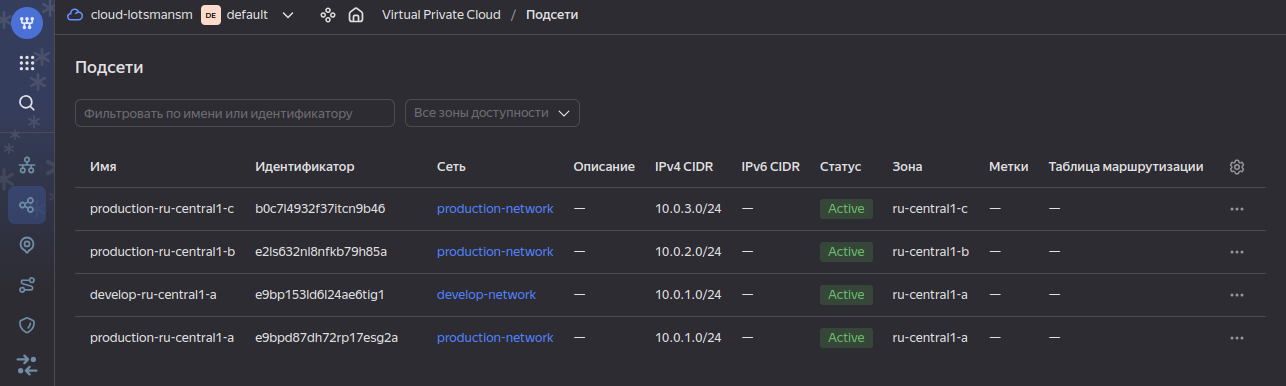 cloud-lotsmansm DE default Virtual Private Cloud / Подсети
Подсети
Фильтровать по имени или идентификатору Все зоны доступности
Имя Идентификатор Сеть Описание IPv4 CIDR IPv6 CIDR Статус Зона Метки Таблица маршрутизации
production-ru-central1-c b0c7l4932f37itcn9b46 production-network — 10.0.3.0/24 — Active ru-central1-c — —
production-ru-central1-b e2ls632nl8nfkb79h85a production-network — 10.0.2.0/24 — Active ru-central1-b — —
develop-ru-central1-a e9bp153ld6l24ae6tig1 develop-network — 10.0.1.0/24 — Active ru-central1-a — —
production-ru-central1-a e9bpd87dh72rp17esg2a production-network — 10.0.1.0/24 — Active ru-central1-a — —